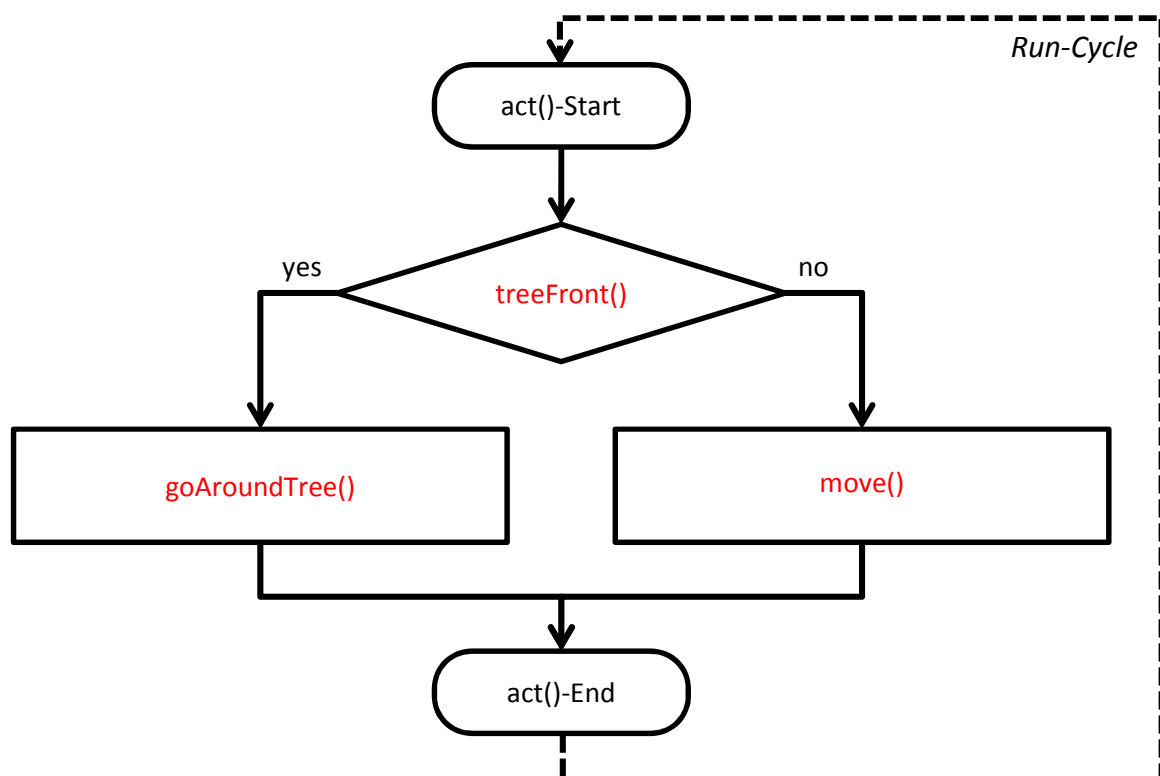 Run-Cycle
act()-Start
yes
no
treeFront()
goAroundTree()
move()
act()-End